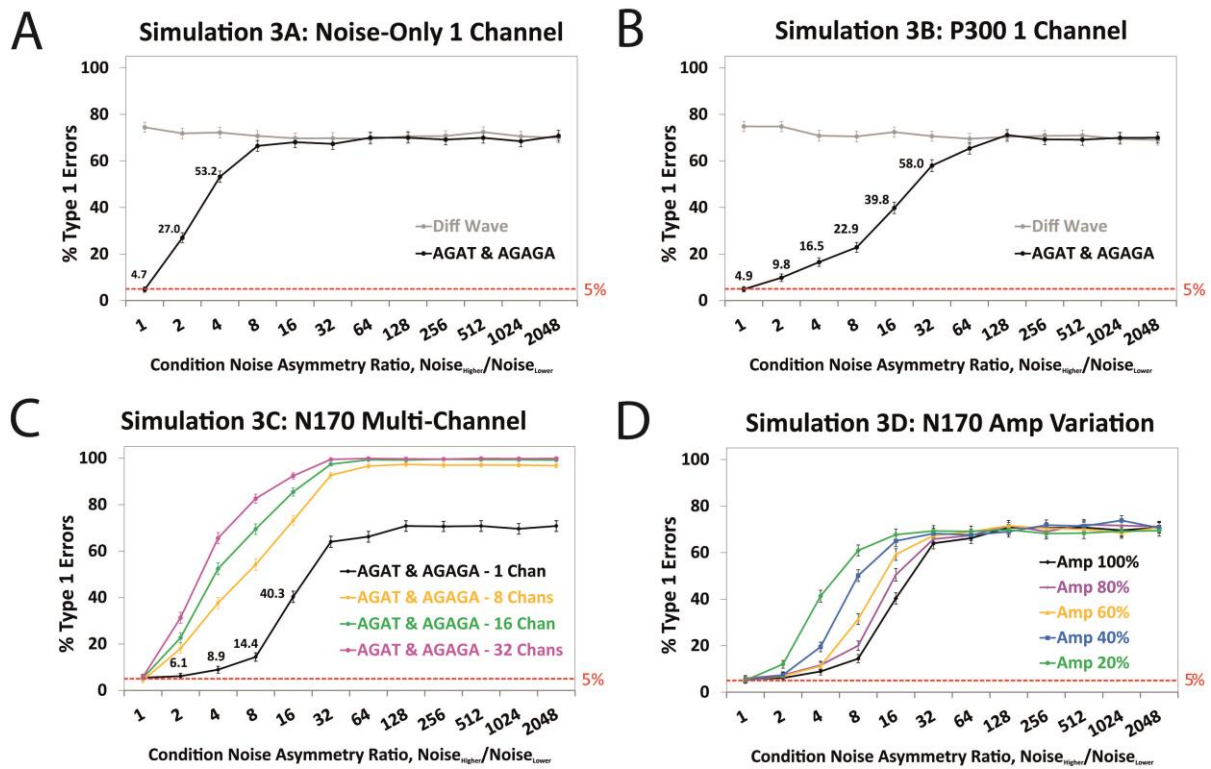 A
Simulation 3A: Noise-Only 1 Channel
% Type 1 Errors
100
80
60
40
20
0
53.2
27.0
4.7
Diff Wave
AGAT & AGAGA
5%
1 2 4 8 16 32 64 128 256 512 1024 2048
Condition Noise Asymmetry Ratio, NoiseHigher/NoiseLower
B
Simulation 3B: P300 1 Channel
% Type 1 Errors
100
80
60
40
20
0
58.0
39.8
22.9
16.5
9.8
4.9
Diff Wave
AGAT & AGAGA
5%
1 2 4 8 16 32 64 128 256 512 1024 2048
Condition Noise Asymmetry Ratio, NoiseHigher/NoiseLower
C
Simulation 3C: N170 Multi-Channel
% Type 1 Errors
100
80
60
40
20
0
40.3
14.4
8.9
6.1
AGAT & AGAGA - 1 Chan
AGAT & AGAGA - 8 Chans
AGAT & AGAGA - 16 Chan
AGAT & AGAGA - 32 Chans
5%
1 2 4 8 16 32 64 128 256 512 1024 2048
Condition Noise Asymmetry Ratio, NoiseHigher/NoiseLower
D
Simulation 3D: N170 Amp Variation
% Type 1 Errors
100
80
60
40
20
0
Amp 100%
Amp 80%
Amp 60%
Amp 40%
Amp 20%
5%
1 2 4 8 16 32 64 128 256 512 1024 2048
Condition Noise Asymmetry Ratio, NoiseHigher/NoiseLower